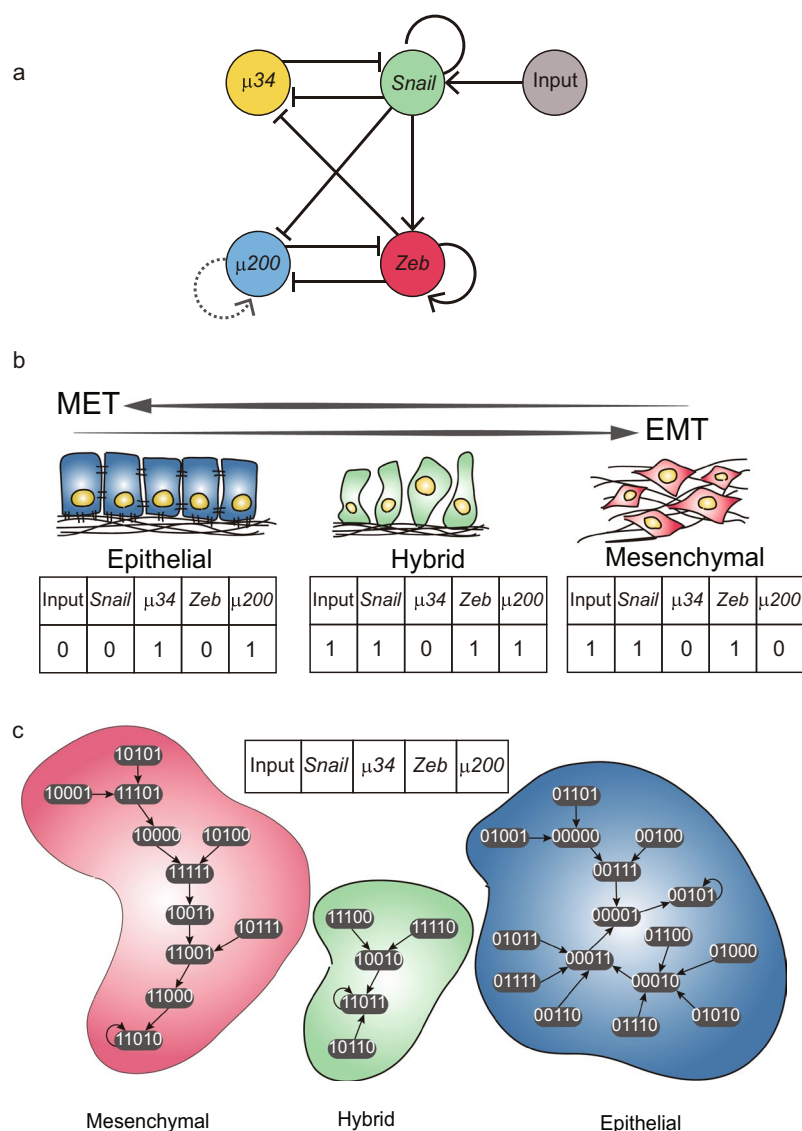 a
μ34 Snail Input
μ200 Zeb
b
MET
EMT
Epithelial Hybrid Mesenchymal
Input Snail μ34 Zeb μ200 Input Snail μ34 Zeb μ200 Input Snail μ34 Zeb μ200
0 0 1 0 1 1 1 0 1 1 1 1 0 1 0
c
Input Snail μ34 Zeb μ200
10101
10001 11101
10000 10100
11111
10011
10111
11001
11000
11010
11100 11110
10010
11011
10110
01101
01001 00000 00100
00111
00101
00001
01011 01100
01000
00011
01111 00010
00110 01110 01010
Mesenchymal Hybrid Epithelial